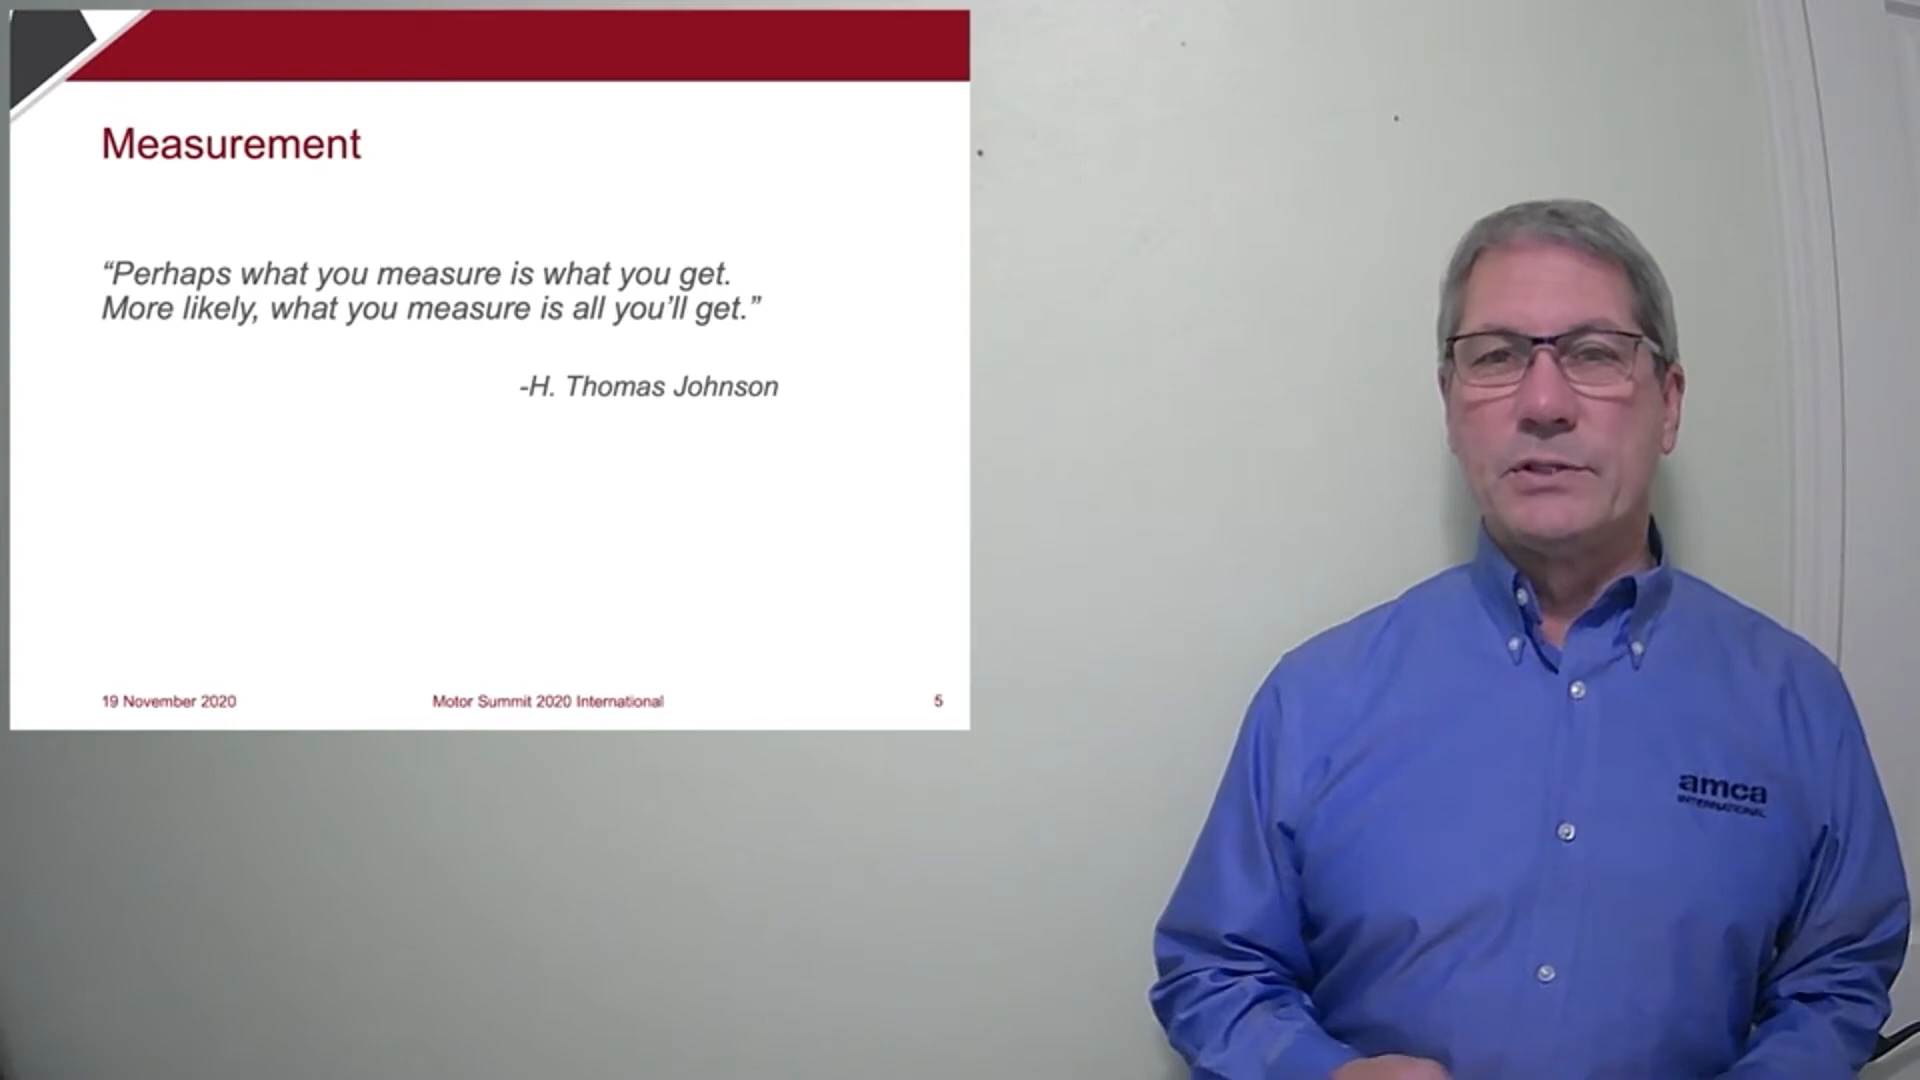 Measurement
“Perhaps what you measure is what you get.
More likely, what you measure is all you’ll get.”
-H. Thomas Johnson
19 November 2020
Motor Summit 2020 International
5
amca
INTERNATIONAL